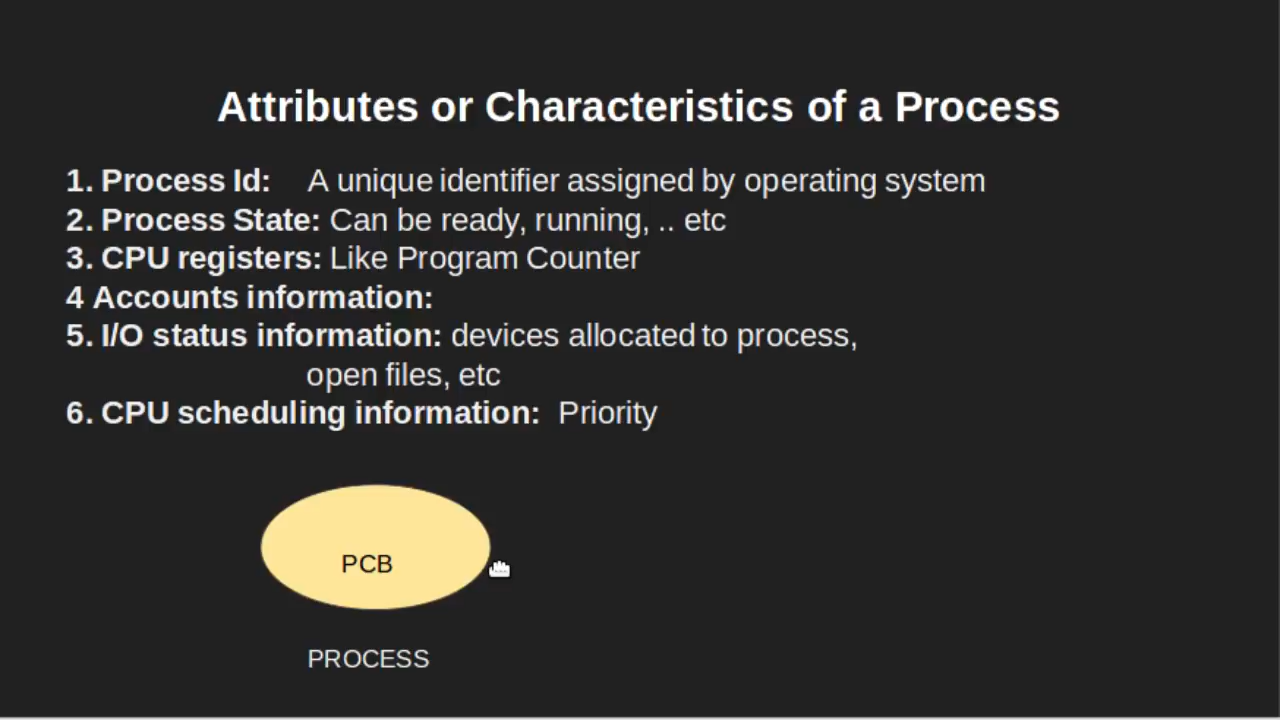 Attributes or Characteristics of a Process
1. Process Id: A unique identifier assigned by operating system
2. Process State: Can be ready, running, .. etc
3. CPU registers: Like Program Counter
4 Accounts information:
5. I/O status information: devices allocated to process,
open files, etc
6. CPU scheduling information: Priority
PCB
PROCESS